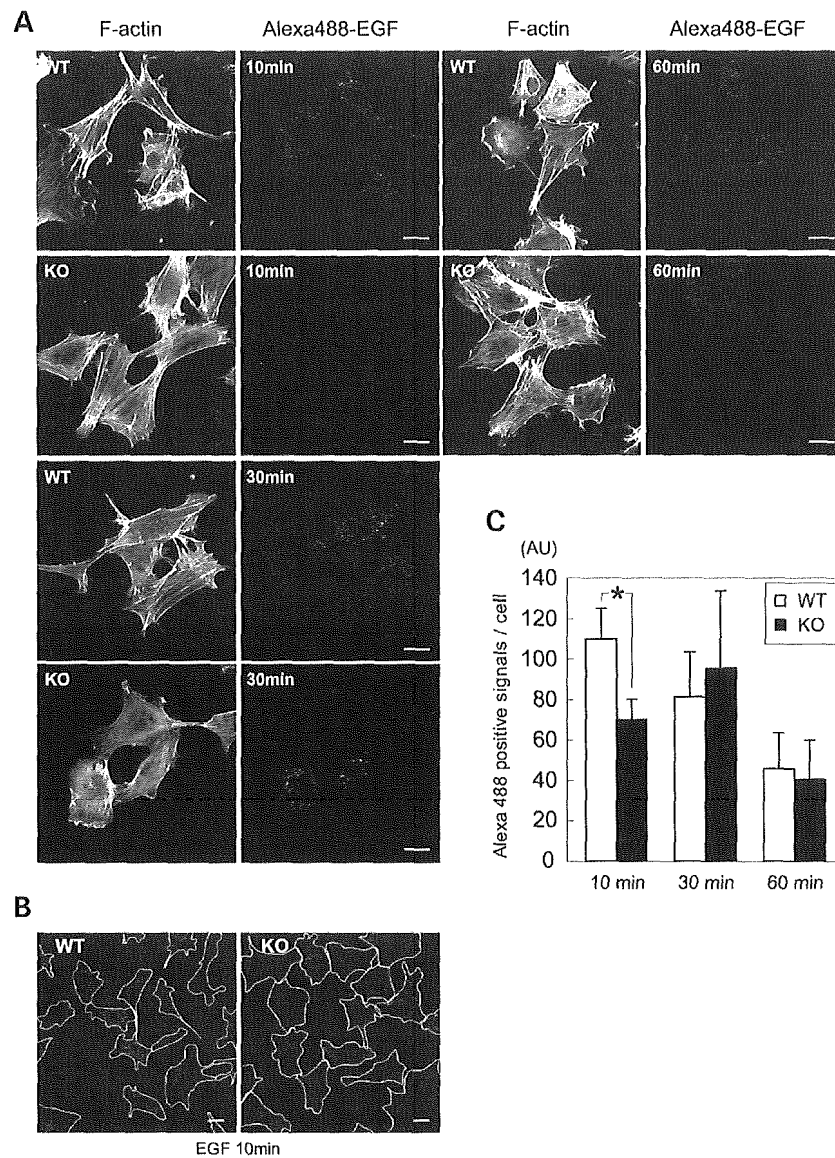 A
F-actin Alexa488-EGF F-actin Alexa488-EGF
WT 10min WT 60min
KO 10min KO 60min
WT 30min
KO 30min
C
(AU)
Alexa 488 positive signals / cell
140
120
100
80
60
40
20
0
*
WT
KO
10 min 30 min 60 min
B
WT KO
EGF 10min